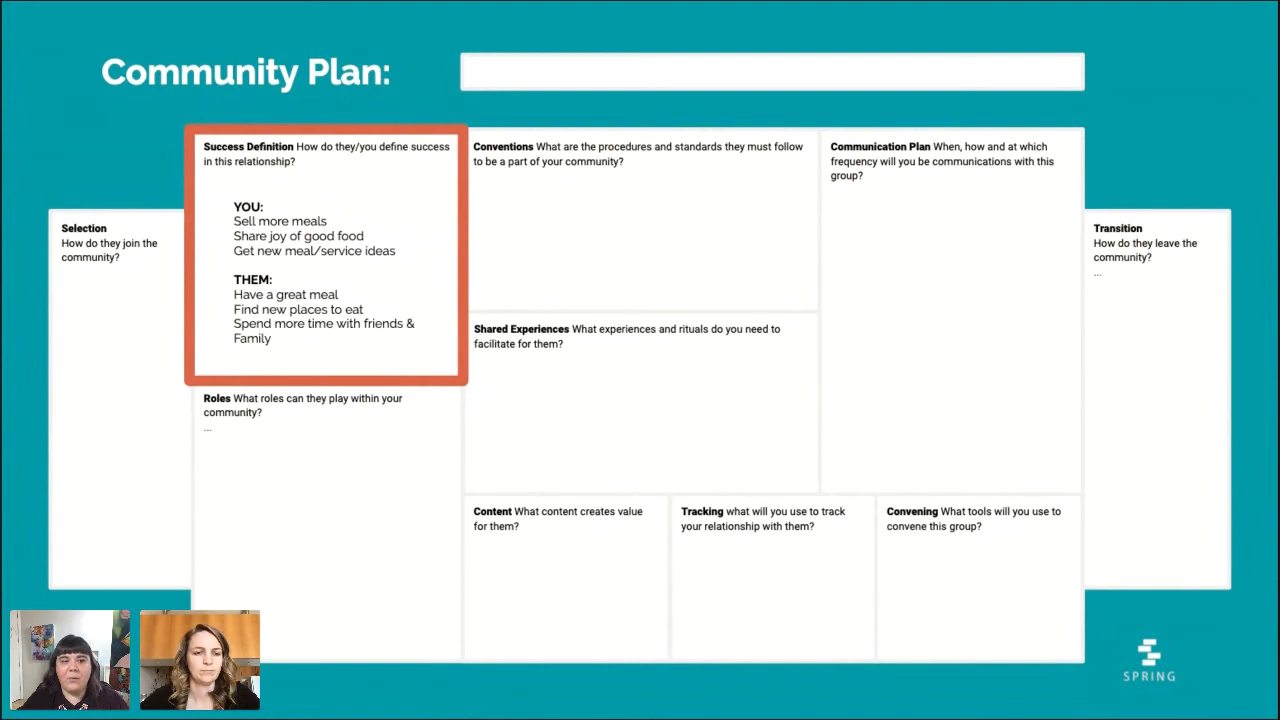 Community Plan:
Selection
How do they join the
community?
Success Definition How do they/you define success
in this relationship?
YOU:
Sell more meals
Share joy of good food
Get new meal/service ideas
THEM:
Have a great meal
Find new places to eat
Spend more time with friends &
Family
Roles What roles can they play within your
community?
...
Conventions What are the procedures and standards they must follow
to be a part of your community?
Shared Experiences What experiences and rituals do you need to
facilitate for them?
Communication Plan When, how and at which
frequency will you be communications with this
group?
Content What content creates value
for them?
Tracking what will you use to track
your relationship with them?
Convening What tools will you use to
convene this group?
Transition
How do they leave the
community?
...
SPRING